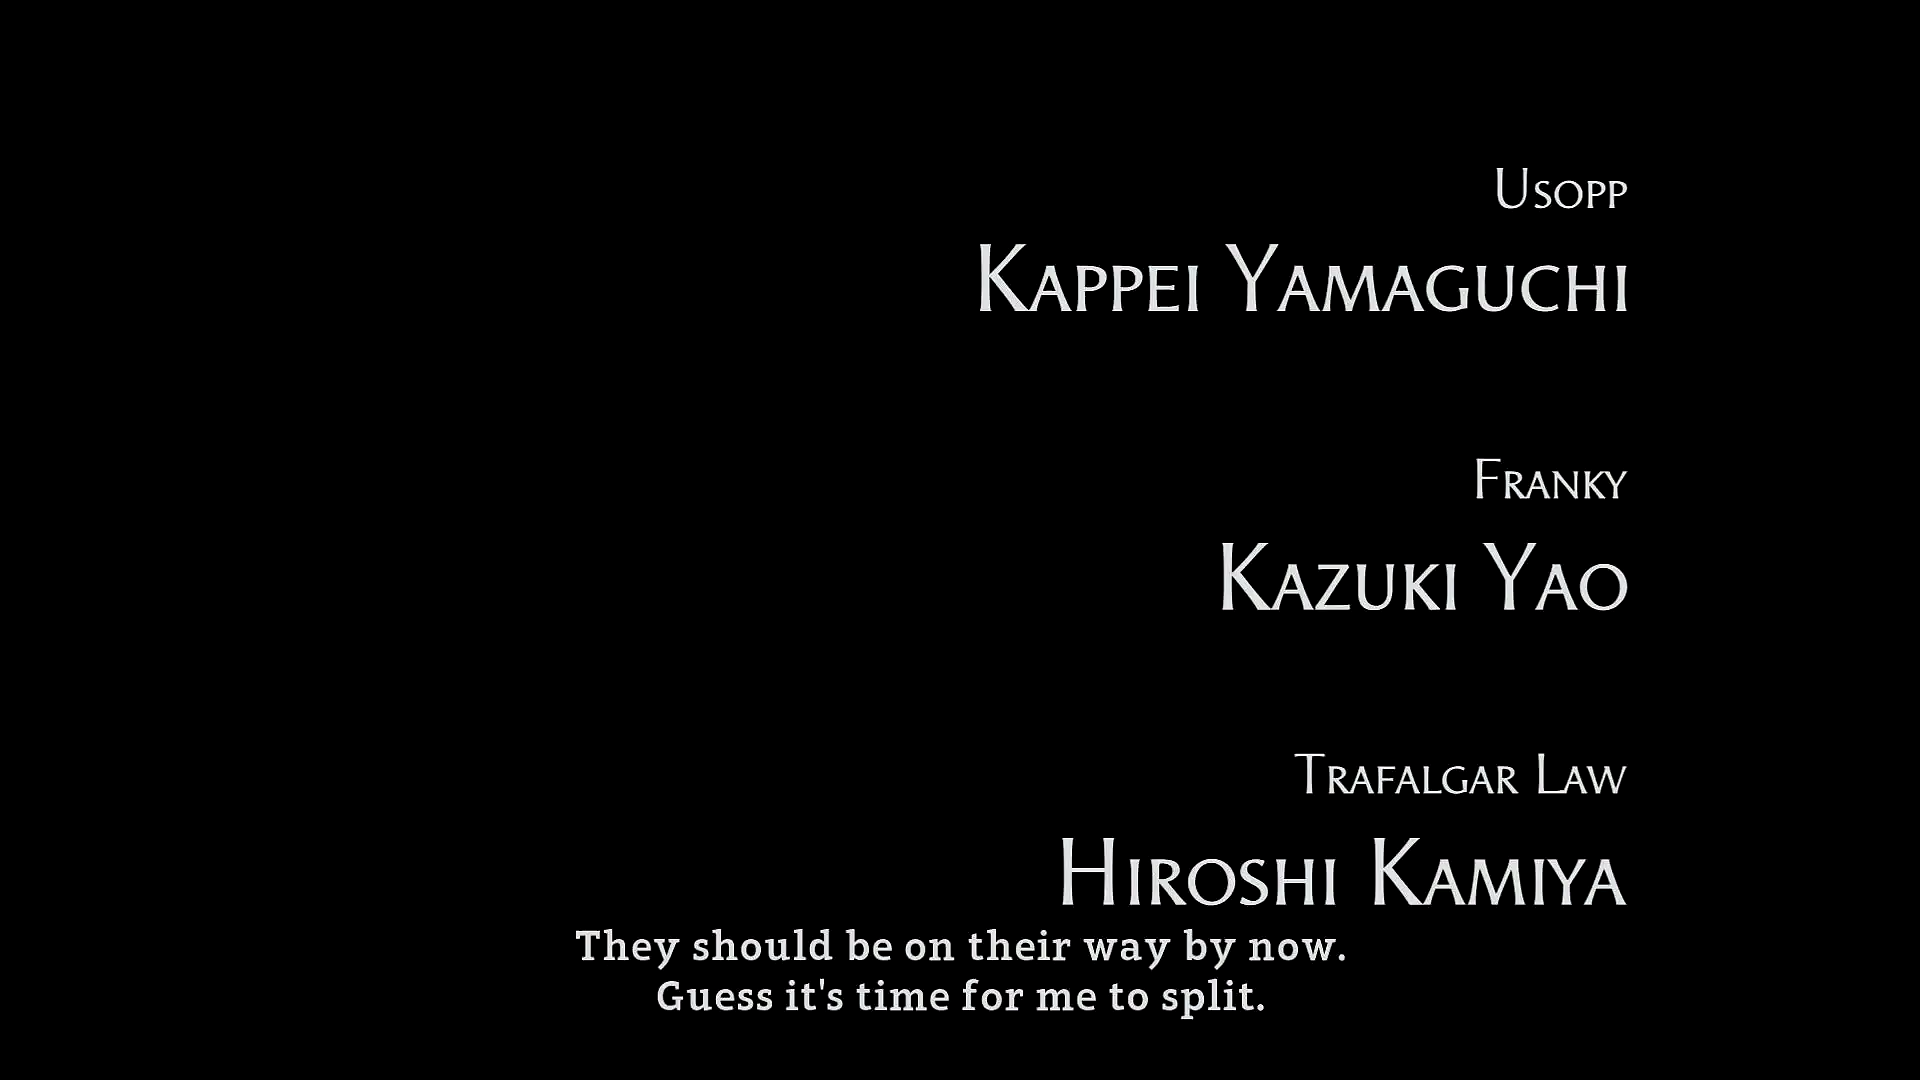 Usopp
Kappei Yamaguchi
Franky
Kazuki Yao
Trafalgar Law
Hiroshi Kamiya
They should be on their way by now.
Guess it's time for me to split.